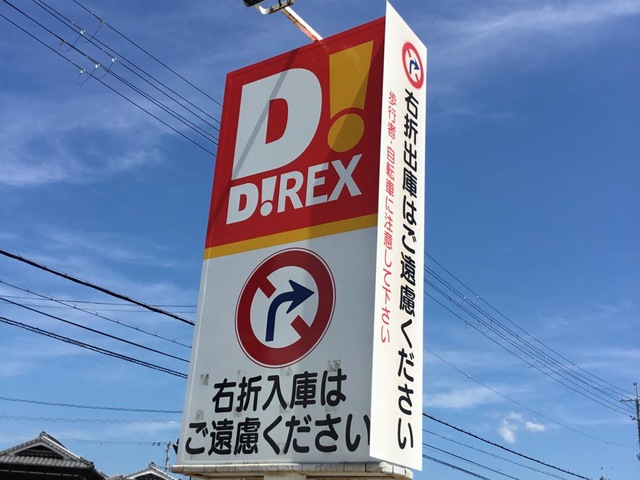 D!
D!REX
右折入庫は
ご遠慮ください
右折出庫はご遠慮ください
歩行者・自転車に注意して下さい